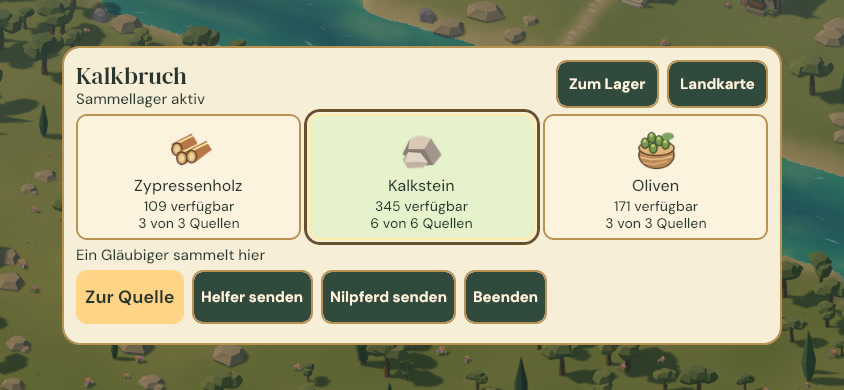 Kalkbruch
Sammellager aktiv
Zum Lager
Landkarte
Zypressenholz
109 verfügbar
3 von 3 Quellen
Kalkstein
345 verfügbar
6 von 6 Quellen
Oliven
171 verfügbar
3 von 3 Quellen
Ein Gläubiger sammelt hier
Zur Quelle
Helfer senden
Nilpferd senden
Beenden